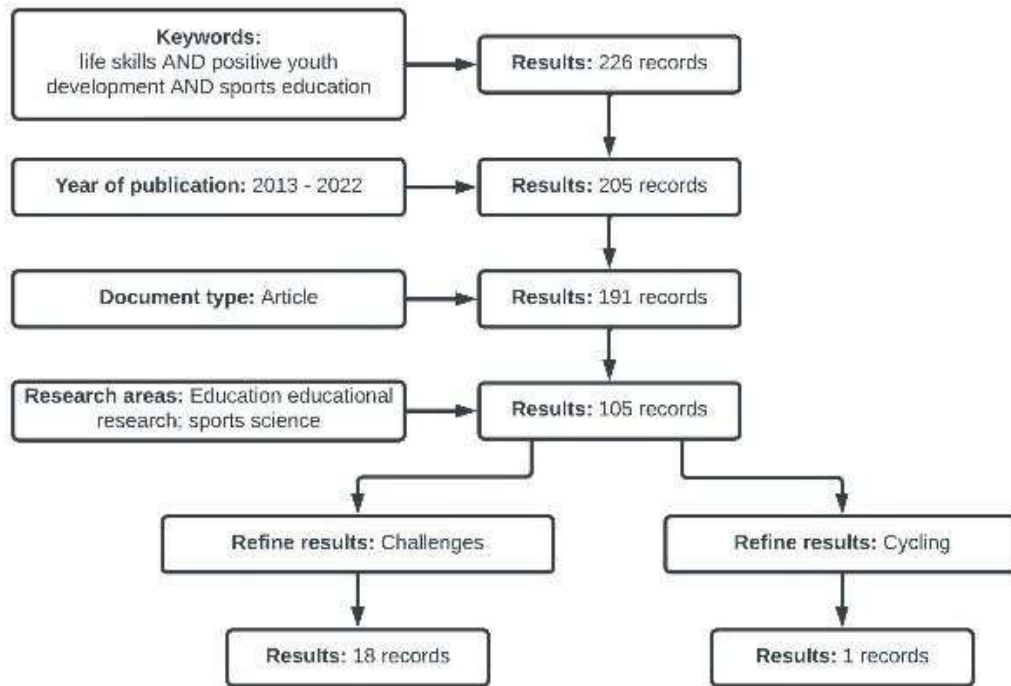 Keywords:
life skills AND positive youth
development AND sports education
Results: 226 records
Year of publication: 2013 - 2022
Results: 205 records
Document type: Article
Results: 191 records
Research areas: Education educational
research: sports science
Results: 105 records
Refine results: Challenges
Refine results: Cycling
Results: 18 records
Results: 1 records